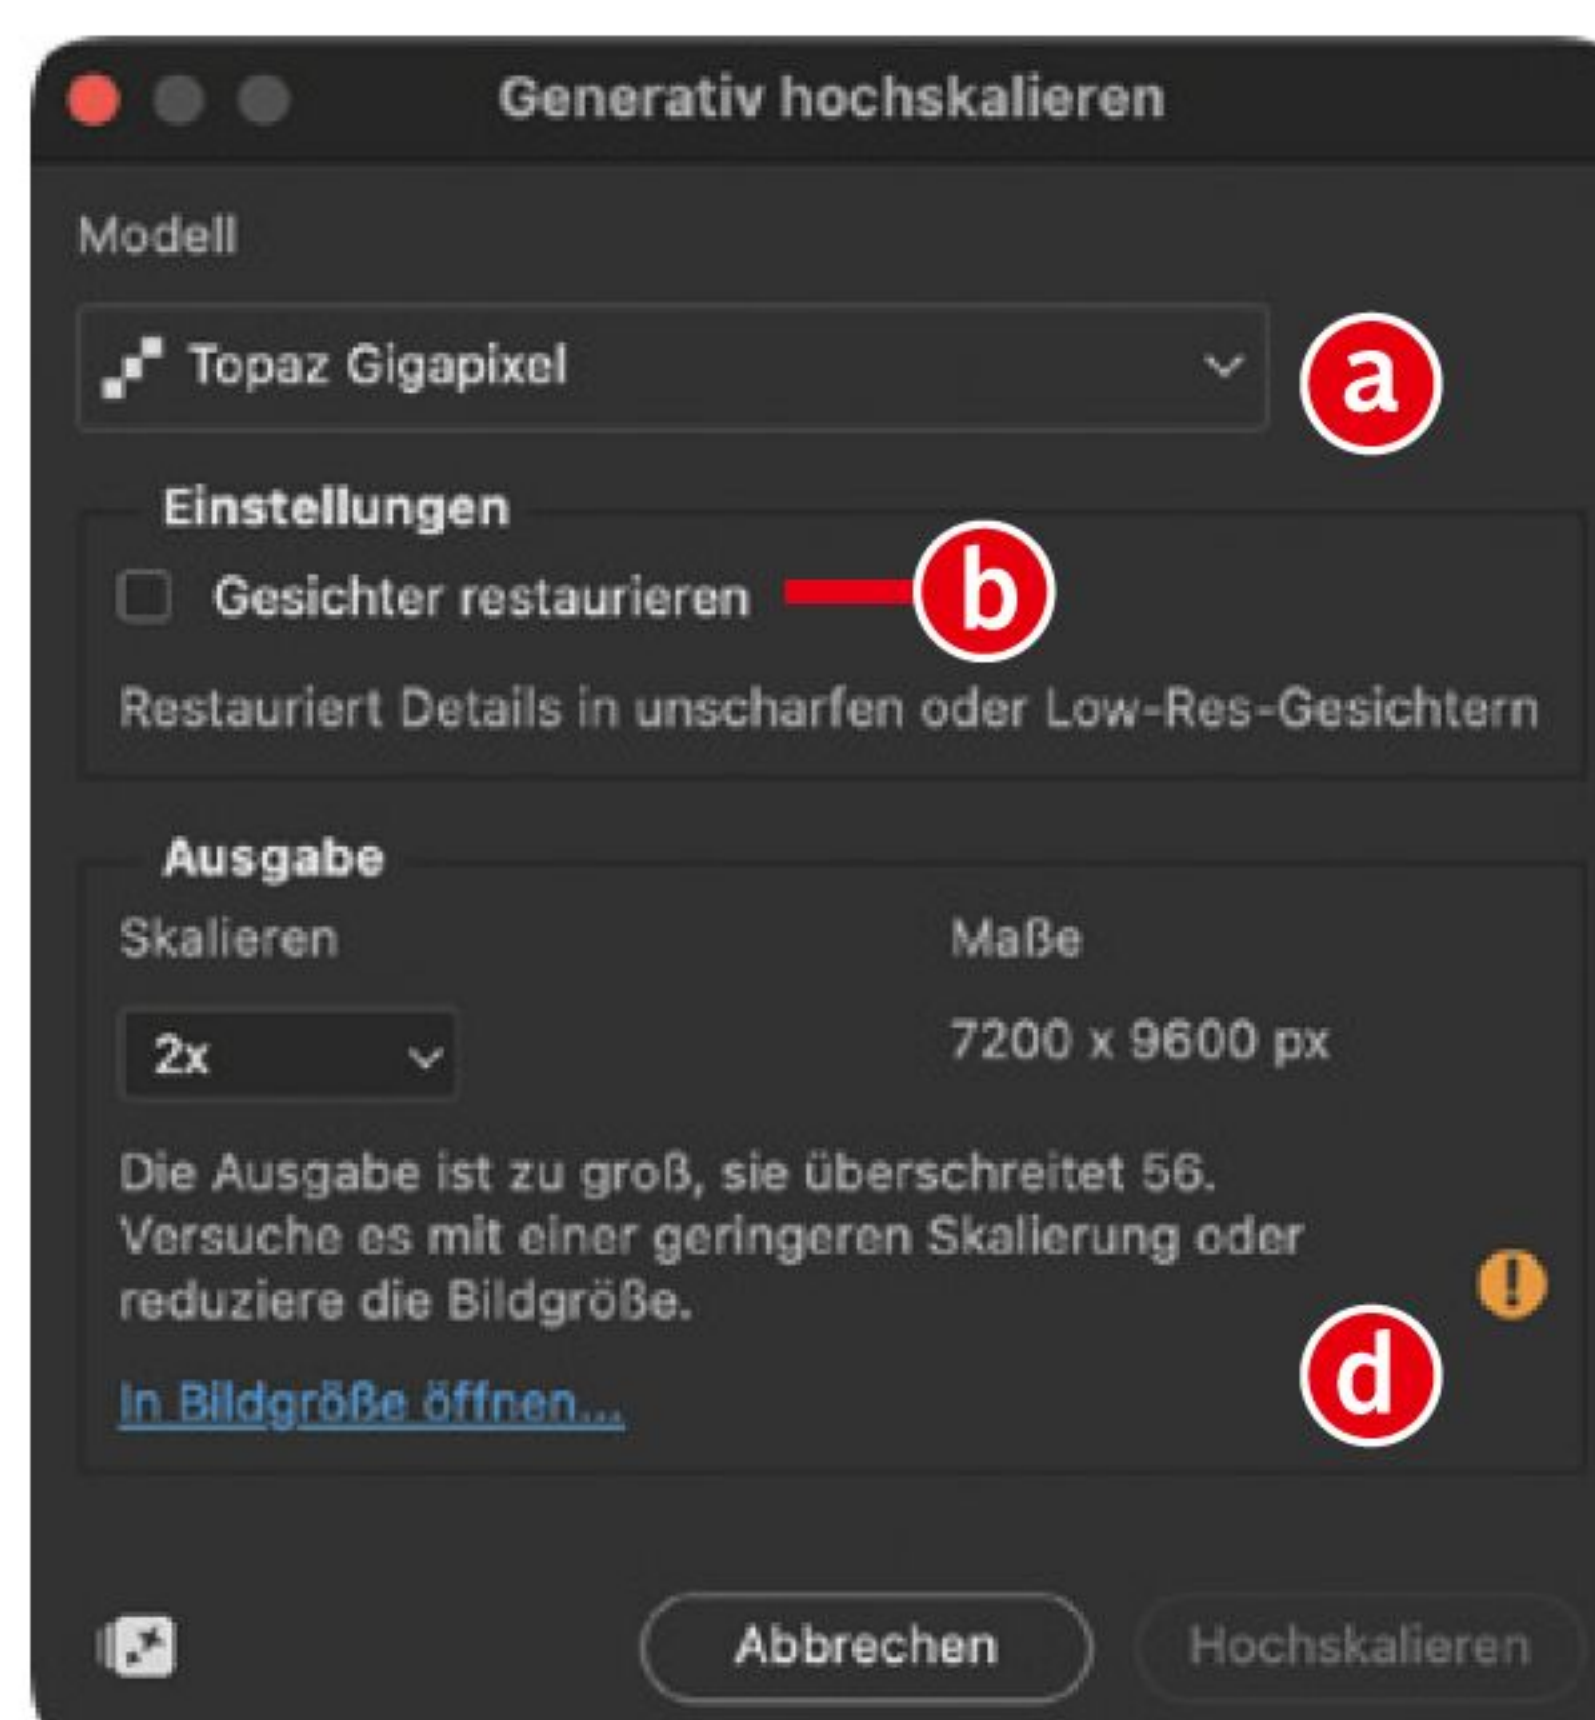 Generativ hochskalieren
Modell
Topaz Gigapixel
a
Einstellungen
Gesichter restaurieren
b
Restauriert Details in unscharfen oder Low-Res-Gesichtern
Ausgabe
Skalieren
Maße
2x
7200 x 9600 px
Die Ausgabe ist zu groß, sie überschreitet 56.
Versuche es mit einer geringeren Skalierung oder
reduziere die Bildgröße.
d
In Bildgröße öffnen...
Abbrechen
Hochskalieren